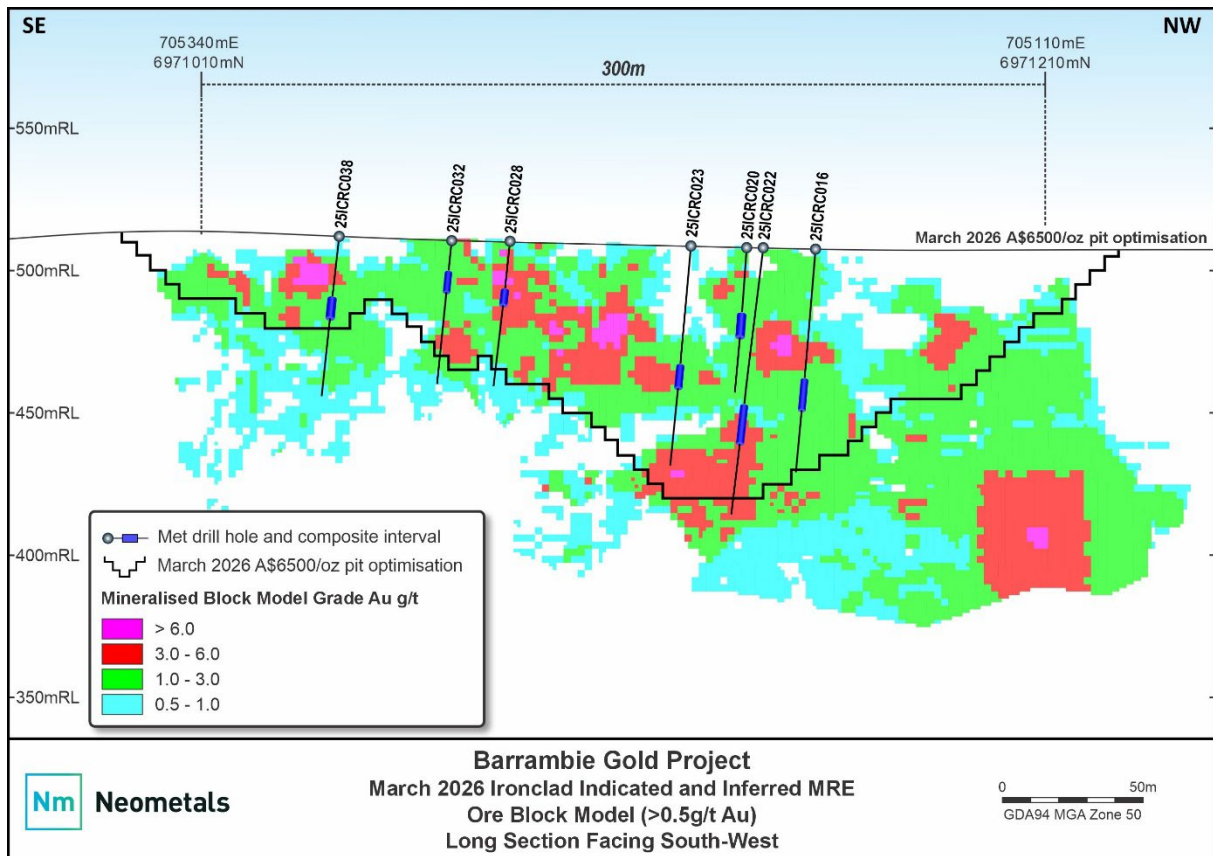 SE
NW
705340mE
6971010mN
705110mE
6971210mN
300m
550mRL
500mRL
450mRL
400mRL
350mRL
25ICRC038
25ICRC032
25ICRC028
25ICRC023
25ICRC020
25ICRC022
25ICRC016
March 2026 A$6500/oz pit optimisation
Met drill hole and composite interval
March 2026 A$6500/oz pit optimisation
Mineralised Block Model Grade Au g/t
> 6.0
3.0 - 6.0
1.0 - 3.0
0.5 - 1.0
Nm Neometals
Barrambie Gold Project
March 2026 Ironclad Indicated and Inferred MRE
Ore Block Model (>0.5g/t Au)
Long Section Facing South-West
0 50m
GDA94 MGA Zone 50